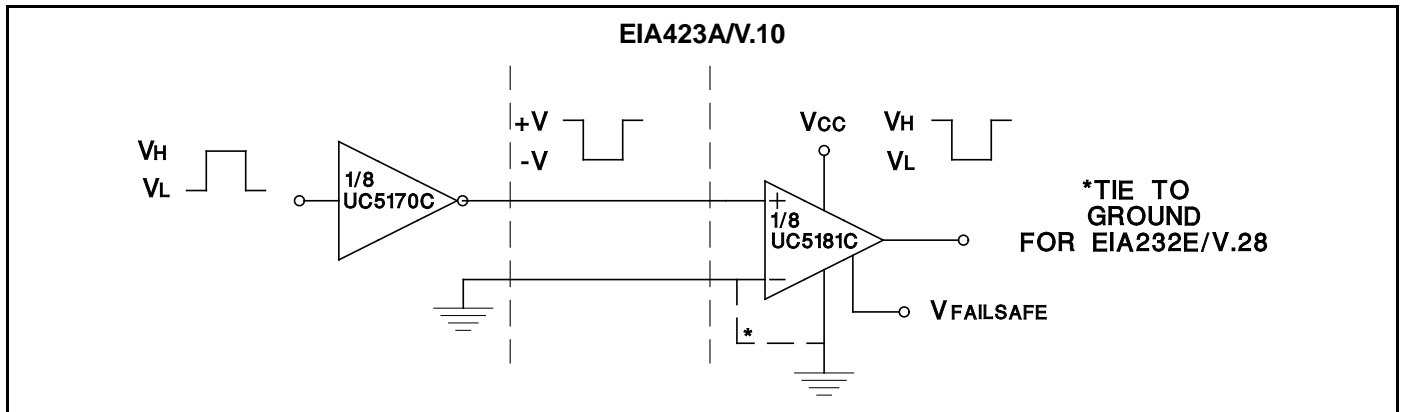 EIA423A/V.10
VH
VL
1/8
UC5170C
+V
-V
VCC
VH
VL
+
1/8
UC5181C
−
*
VFAILSAFE
*TIE TO
GROUND
FOR EIA232E/V.28